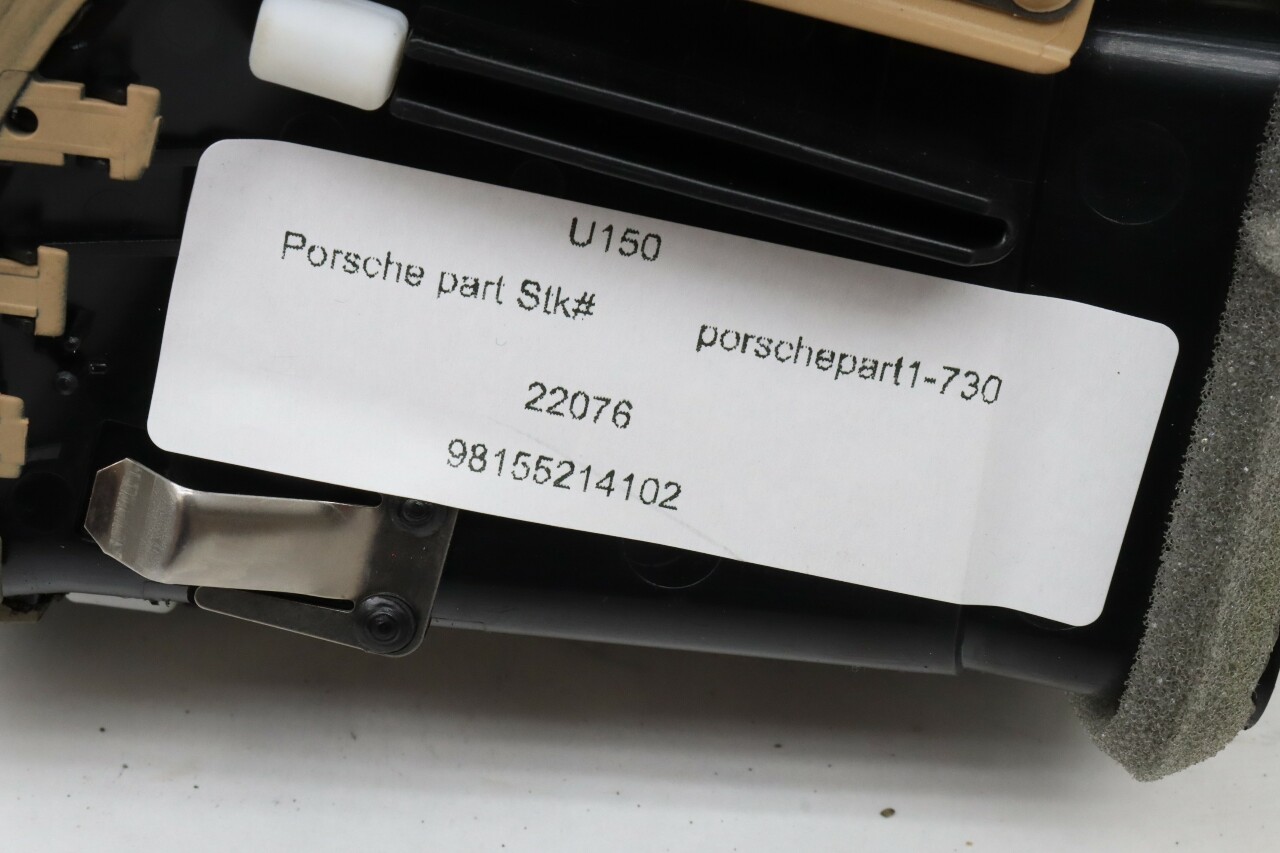 U150
Porsche part Stk#
porschepart1-730
22076
98155214102